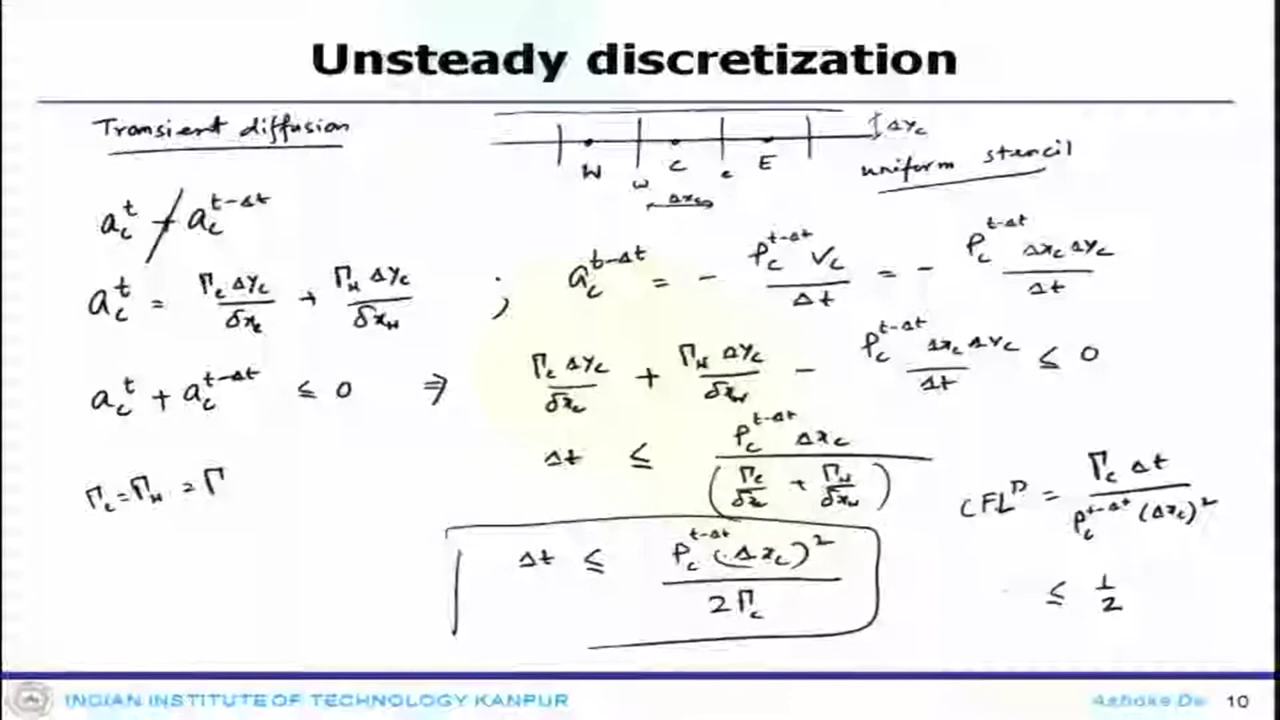 Unsteady discretization
Transient diffusion
Δy_c
W w C e E
uniform stencil
Δx_c
a_c^t + a_c^{t-Δt}
a_c^t = Γ_e Δy_c / δx_e + Γ_w Δy_c / δx_w ; a_c^{t-Δt} = - ρ_c^{t-Δt} V_c / Δt = - ρ_c^{t-Δt} Δx_c Δy_c / Δt
a_c^t + a_c^{t-Δt} ≤ 0 ⇒ Γ_e Δy_c / δx_e + Γ_w Δy_c / δx_w - ρ_c^{t-Δt} Δx_c Δy_c / Δt ≤ 0
Δt ≤ ρ_c^{t-Δt} Δx_c / (Γ_e / δx_e + Γ_w / δx_w)
Γ_e = Γ_w = Γ
CFL^D = Γ_c Δt / ρ_c^{t-Δt} (Δx_c)^2
Δt ≤ ρ_c^{t-Δt} (Δx_c)^2 / 2Γ_c
≤ 1/2
INDIAN INSTITUTE OF TECHNOLOGY KANPUR
Ashoke De 10